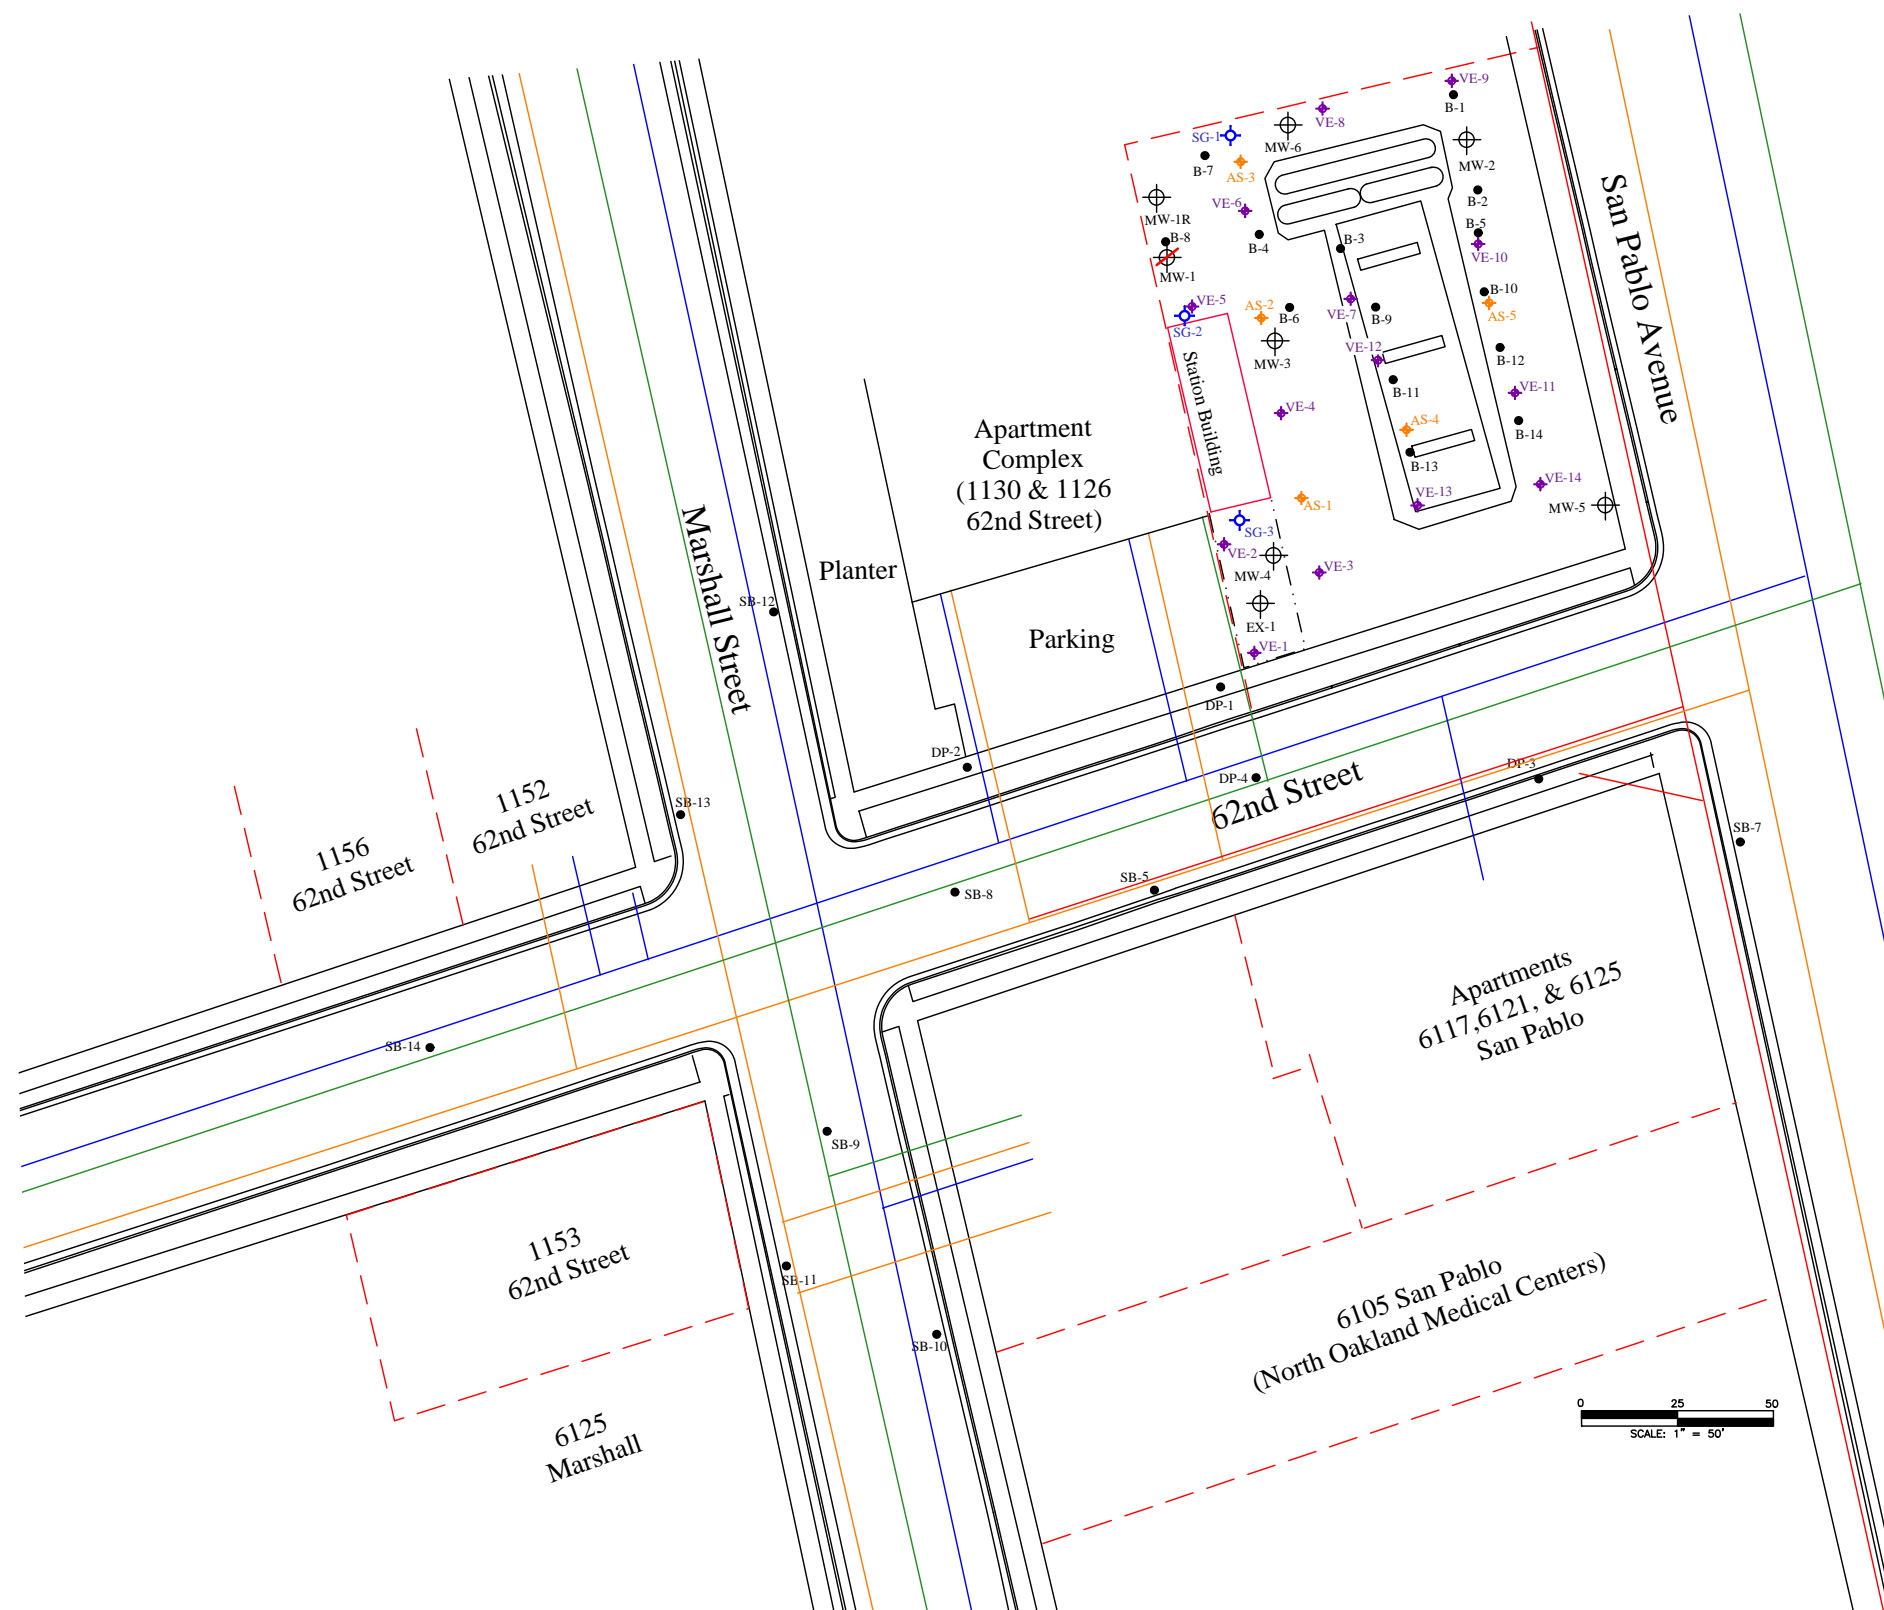 VE-9
B-1
VE-8
SG-1
MW-6
MW-2
B-7
AS-3
B-2
San Pablo Avenue
MW-1R
VE-6
B-5
B-8
B-4
B-3
VE-10
MW-1
B-10
VE-5
AS-2
B-6
VE-7
B-9
AS-5
SG-2
Station Building
VE-12
MW-3
B-12
B-11
VE-11
VE-4
AS-4
B-14
Apartment
Complex
(1130 & 1126
62nd Street)
B-13
VE-14
VE-13
AS-1
MW-5
SG-3
VE-2
MW-4
VE-3
Marshall Street
Planter
SB-12
Parking
EX-1
VE-1
DP-1
DP-2
DP-4
62nd Street
DP-3
SB-13
1152
62nd Street
1156
62nd Street
SB-7
SB-5
SB-8
Apartments
6117,6121, & 6125
San Pablo
SB-14
SB-9
1153
62nd Street
SB-11
SB-10
6105 San Pablo
(North Oakland Medical Centers)
6125
Marshall
0 25 50
SCALE: 1" = 50'